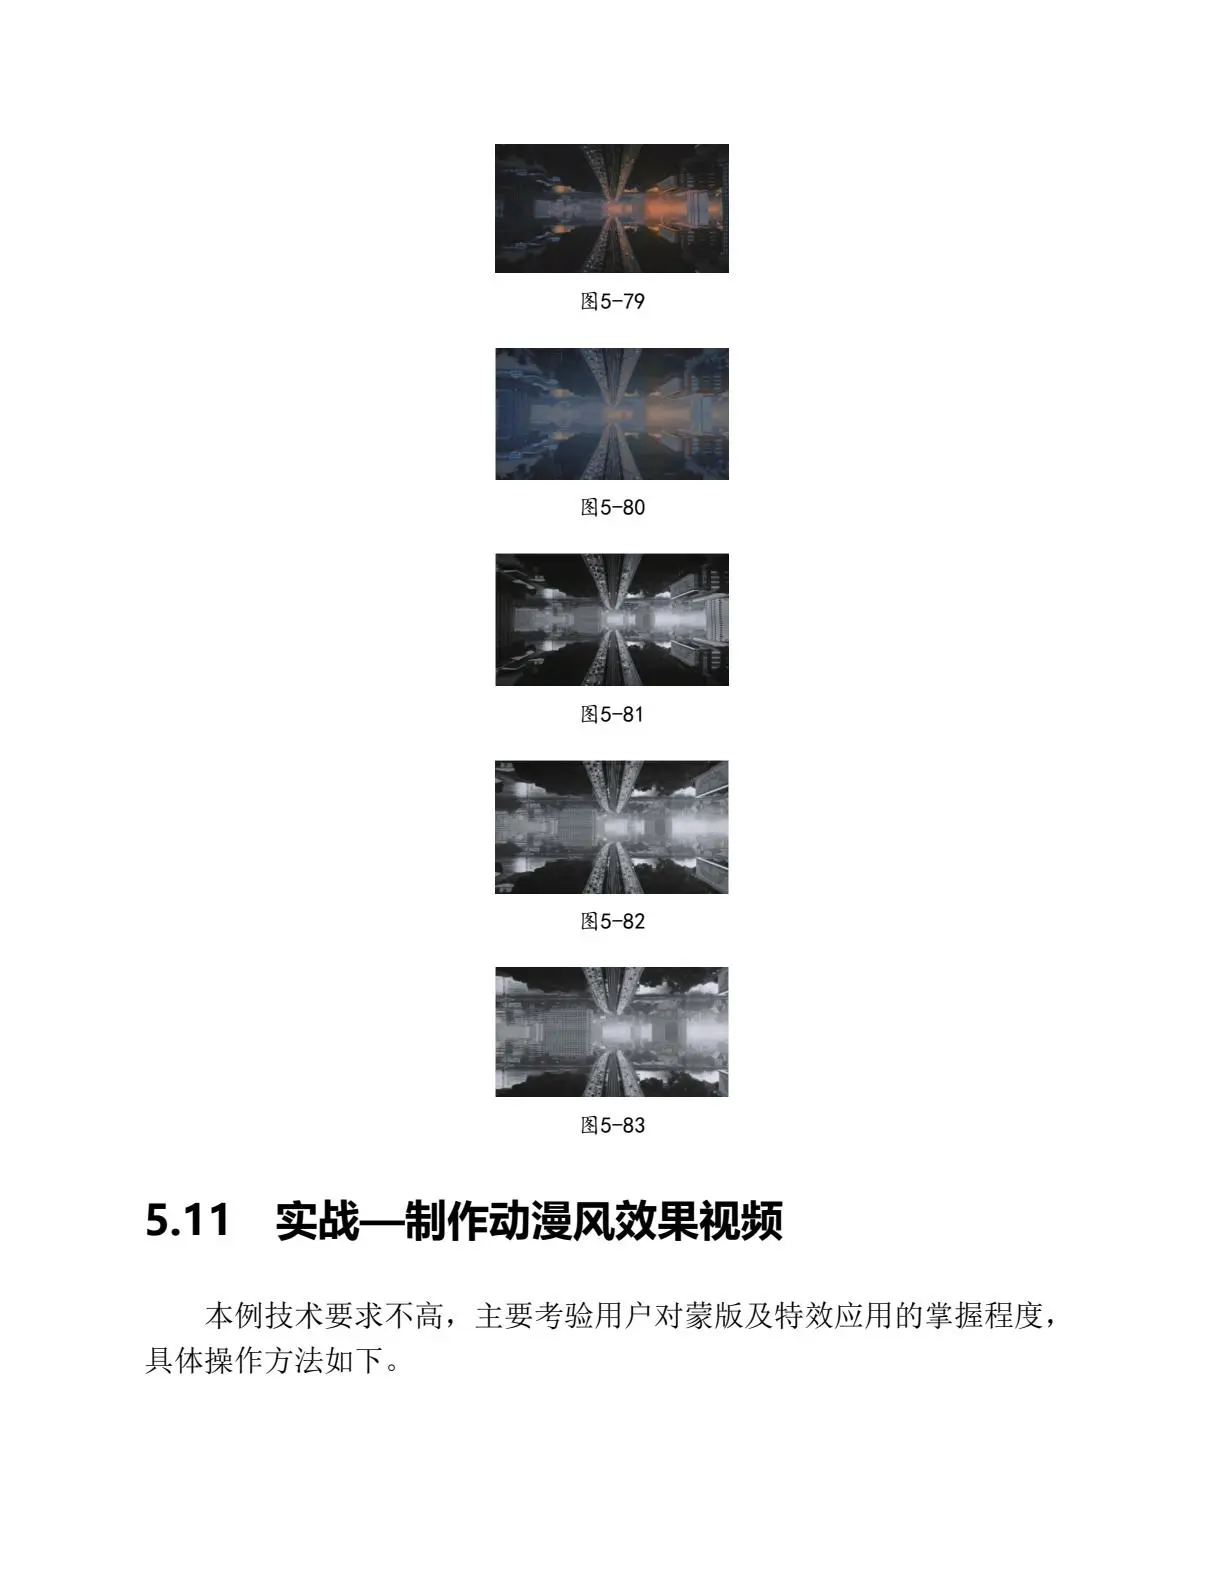 图5-79
图5-80
图5-81
图5-82
图5-83
5.11　实战—制作动漫风效果视频
本例技术要求不高，主要考验用户对蒙版及特效应用的掌握程度，
具体操作方法如下。